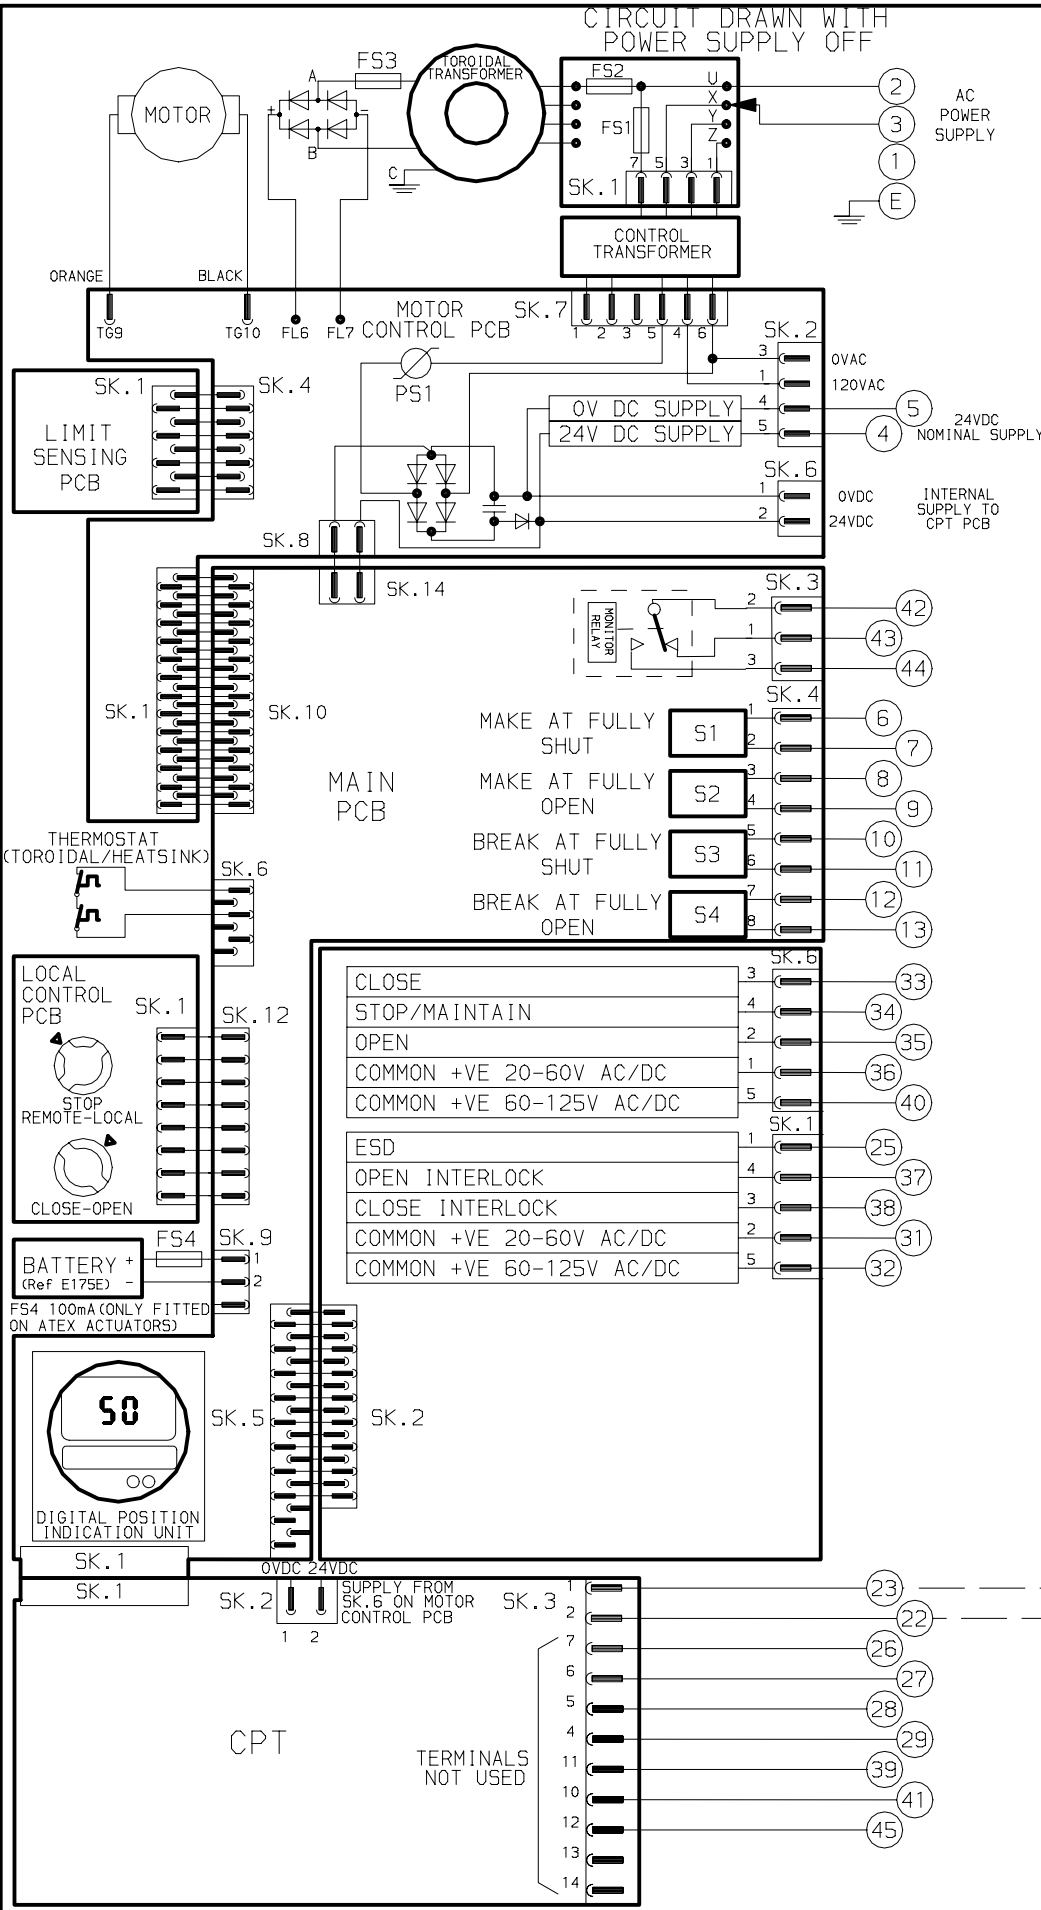 CIRCUIT DRAWN WITH
POWER SUPPLY OFF
MOTOR
A
FS3
+
-
B
C
TOROIDAL
TRANSFORMER
FS2
FS1
U
X
Y
Z
7 5 3 1
SK.1
2
3
1
E
AC
POWER
SUPPLY
CONTROL
TRANSFORMER
ORANGE
BLACK
TG9
TG10
FL6
FL7
MOTOR
CONTROL PCB
SK.7
1 2 3 5 4 6
PS1
SK.2
3
0VAC
1
120VAC
0V DC SUPPLY
4
5
24V DC SUPPLY
5
4
24VDC
NOMINAL SUPPLY
SK.6
1
0VDC
2
24VDC
INTERNAL
SUPPLY TO
CPT PCB
SK.1
SK.4
LIMIT
SENSING
PCB
SK.8
SK.14
SK.1
SK.10
MAIN
PCB
MONITOR
RELAY
SK.3
2
42
1
43
3
44
SK.4
MAKE AT FULLY
SHUT
S1
1
6
2
7
MAKE AT FULLY
OPEN
S2
3
8
4
9
BREAK AT FULLY
SHUT
S3
5
10
6
11
BREAK AT FULLY
OPEN
S4
7
12
8
13
THERMOSTAT
(TOROIDAL/HEATSINK)
SK.6
LOCAL
CONTROL
PCB
SK.1
SK.12
STOP
REMOTE-LOCAL
CLOSE-OPEN
SK.6
CLOSE
3
33
STOP/MAINTAIN
4
34
OPEN
2
35
COMMON +VE 20-60V AC/DC
1
36
COMMON +VE 60-125V AC/DC
5
40
SK.1
ESD
1
25
OPEN INTERLOCK
4
37
CLOSE INTERLOCK
3
38
COMMON +VE 20-60V AC/DC
2
31
COMMON +VE 60-125V AC/DC
5
32
BATTERY
(Ref E175E)
+
-
FS4
SK.9
1
2
FS4 100mA(ONLY FITTED
ON ATEX ACTUATORS)
50
DIGITAL POSITION
INDICATION UNIT
SK.5
SK.2
SK.1
SK.1
0VDC 24VDC
SK.2
1 2
SUPPLY FROM
SK.6 ON MOTOR
CONTROL PCB
SK.3
CPT
TERMINALS
NOT USED
1
23
2
22
7
26
6
27
5
28
4
29
11
39
10
41
12
45
13
14